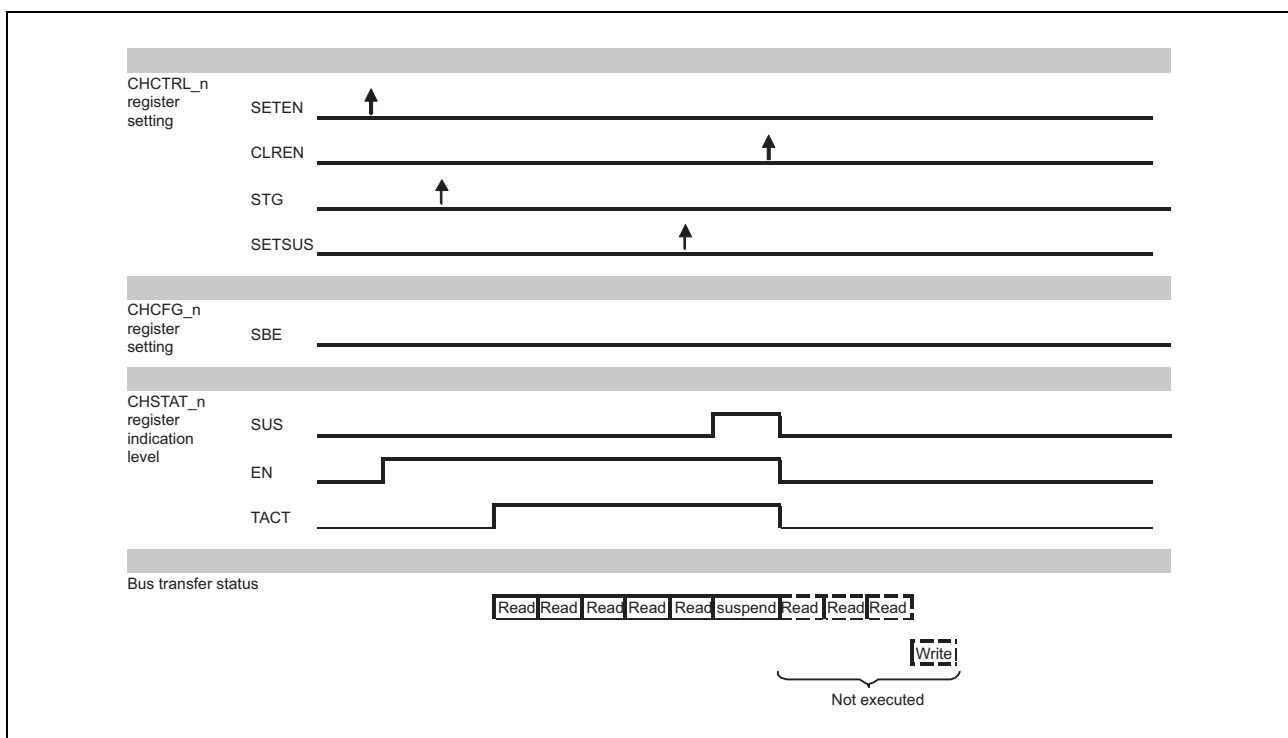 CHCTRL_n
register
setting
SETEN
CLREN
STG
SETSUS
CHCFG_n
register
setting
SBE
CHSTAT_n
register
indication
level
SUS
EN
TACT
Bus transfer status
Read Read Read Read Read suspend Read Read Read
Write
Not executed